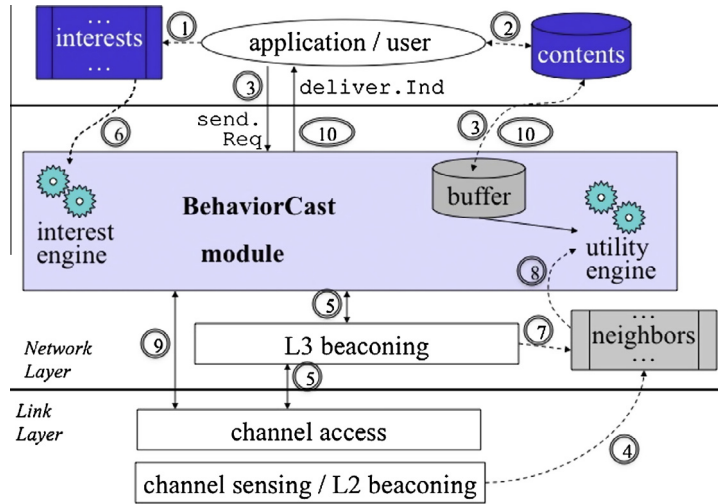 ...
interests
...
1
application / user
2
contents
3
deliver.Ind
send.
Req
6
10
3
10
buffer
interest
engine
BehaviorCast
module
utility
engine
8
5
9
L3 beaconing
7
...
neighbors
...
Network
Layer
5
Link
Layer
channel access
4
channel sensing / L2 beaconing